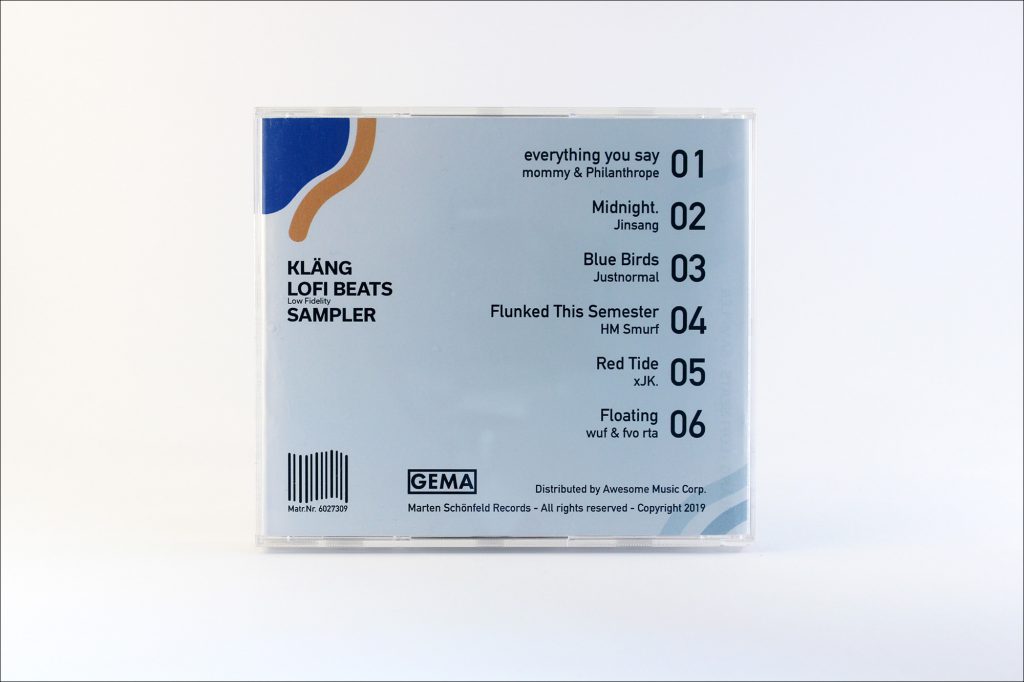 everything you say
mommy & Philanthrope
01
Midnight.
Jinsang
02
Blue Birds
Justnormal
03
Flunked This Semester
HM Smurf
04
Red Tide
xJK.
05
Floating
wuf & fvo rta
06
KLÄNG
LOFI BEATS
Low Fidelity
SAMPLER
Matr.Nr. 6027309
GEMA
Distributed by Awesome Music Corp.
Marten Schönfeld Records - All rights reserved - Copyright 2019